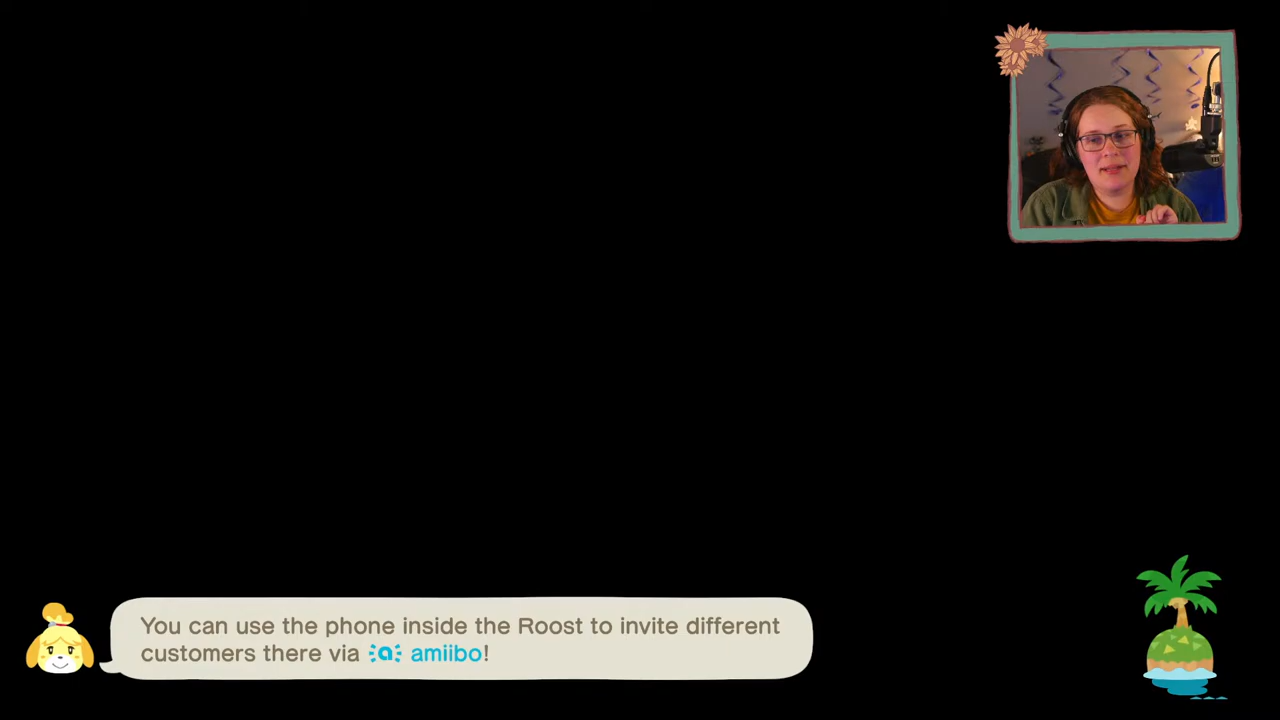 You can use the phone inside the Roost to invite different
customers there via amiibo!